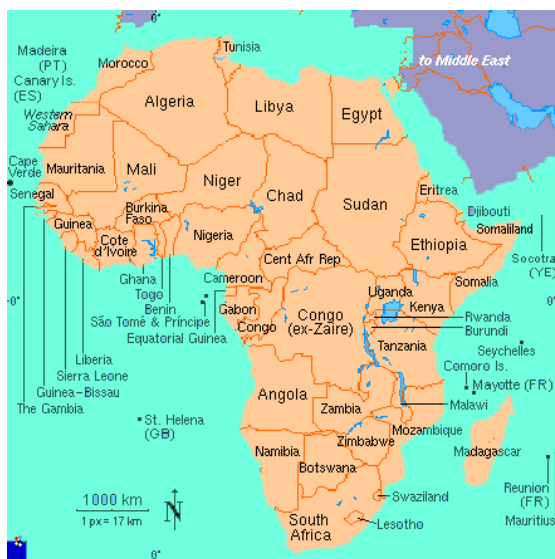 0°
Madeira
(PT)
Canary Is.
(ES)
Tunisia
Morocco
to Middle East
Algeria
Libya
Egypt
Western
Sahara
Cape
Verde
Mauritania
Mali
Niger
Chad
Sudan
Eritrea
Senegal
Burkina
Faso
Djibouti
Guinea
Nigeria
Somaliland
Cote
d'Ivoire
Ethiopia
Cent Afr Rep
Socotra
(YE)
Ghana
Togo
Benin
Cameroon
Uganda
Somalia
0°
0°
São Tomé & Príncipe
Equatorial Guinea
Gabon
Congo
Congo
(ex-Zaire)
Kenya
Rwanda
Burundi
Tanzania
Seychelles
Liberia
Sierra Leone
Guinea-Bissau
The Gambia
Comoro Is.
Mayotte (FR)
Angola
Zambia
Malawi
St. Helena
(GB)
Mozambique
Zimbabwe
Madagascar
Namibia
Botswana
Reunion
(FR)
Mauritius
1000 km
1 px = 17 km
N
Swaziland
South
Africa
Lesotho
0°